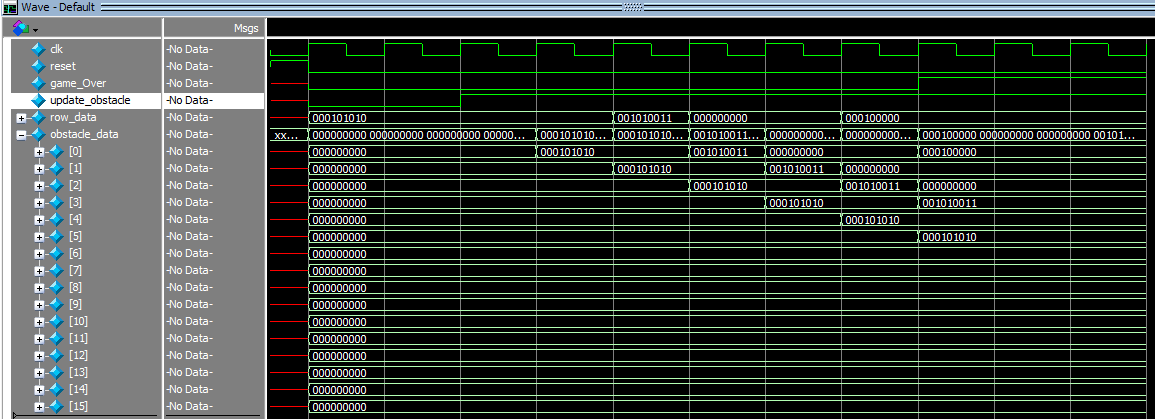 Wave - Default
Msgs
clk -No Data-
reset -No Data-
game_Over -No Data-
update_obstacle -No Data-
row_data -No Data- 000101010 001010011 000000000 000100000
obstacle_data -No Data- xx... 000000000 000000000 000000000 00000... 000101010... 000101010... 001010011... 000000000... 000000000... 000100000 000000000 000000000 00101...
[0] -No Data- 000000000 000101010 001010011 000000000 000100000
[1] -No Data- 000000000 000101010 001010011 000000000
[2] -No Data- 000000000 000101010 001010011 000000000
[3] -No Data- 000000000 000101010 001010011
[4] -No Data- 000000000 000101010
[5] -No Data- 000000000 000101010
[6] -No Data- 000000000
[7] -No Data- 000000000
[8] -No Data- 000000000
[9] -No Data- 000000000
[10] -No Data- 000000000
[11] -No Data- 000000000
[12] -No Data- 000000000
[13] -No Data- 000000000
[14] -No Data- 000000000
[15] -No Data- 000000000